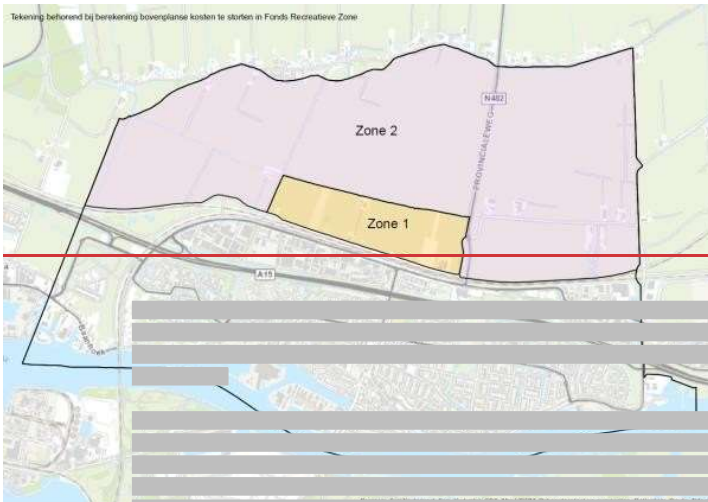 Tekening behorend bij berekening bovenplanse kosten te storten in Fonds Recreatieve Zone
N482
Zone 2
PROVINCIALEWEG
Zone 1
A15